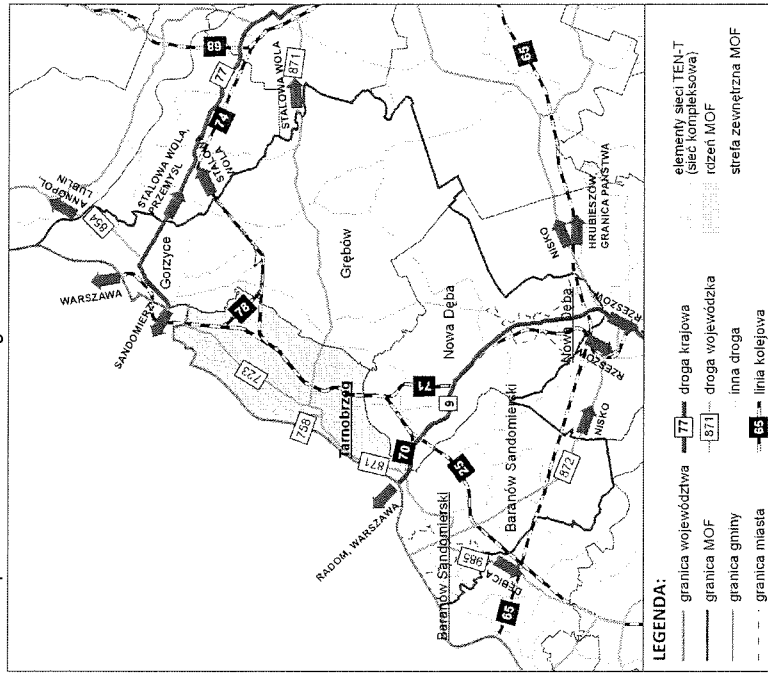 WARSZAWA
ANNOPOL
LUBLIN
854
SANDOMIERZ
Gorzyce
STALOWA WOLA,
PRZEMYŚL
STALOWA
WOLA
77
68
74
STALOWA WOLA
871
76
723
758
Grębów
Tarnobrzeg
871
70
RADOM, WARSZAWA
71
9
Nowa Dęba
25
Baranów Sandomierski
Baranów Sandomierski
985
DĘBICA
65
872
NISKO
Nowa Dęba
RZESZÓW
RZESZÓW
NISKO
HRUBIESZÓW,
GRANICA PAŃSTWA
65
LEGENDA:
granica województwa
granica MOF
granica gminy
granica miasta
77 droga krajowa
871 droga wojewódzka
inna droga
65 linia kolejowa
elementy sieci TEN-T
(sieć kompleksowa)
rdzeń MOF
strefa zewnętrzna MOF